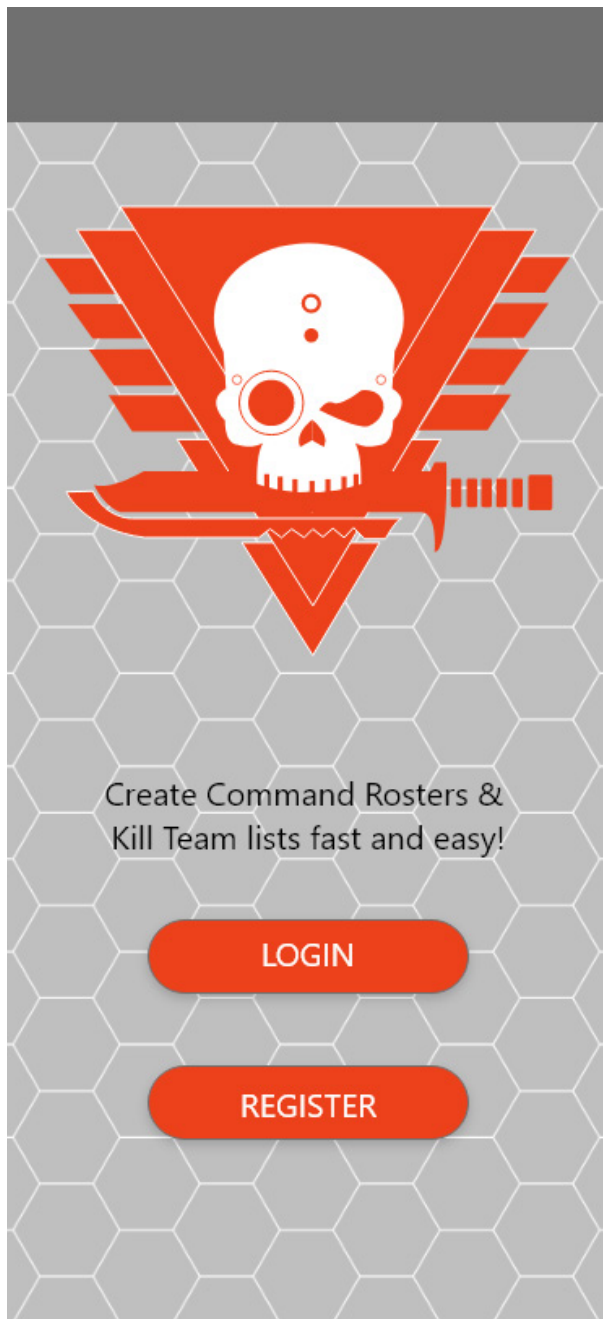 Create Command Rosters &
Kill Team lists fast and easy!
LOGIN
REGISTER